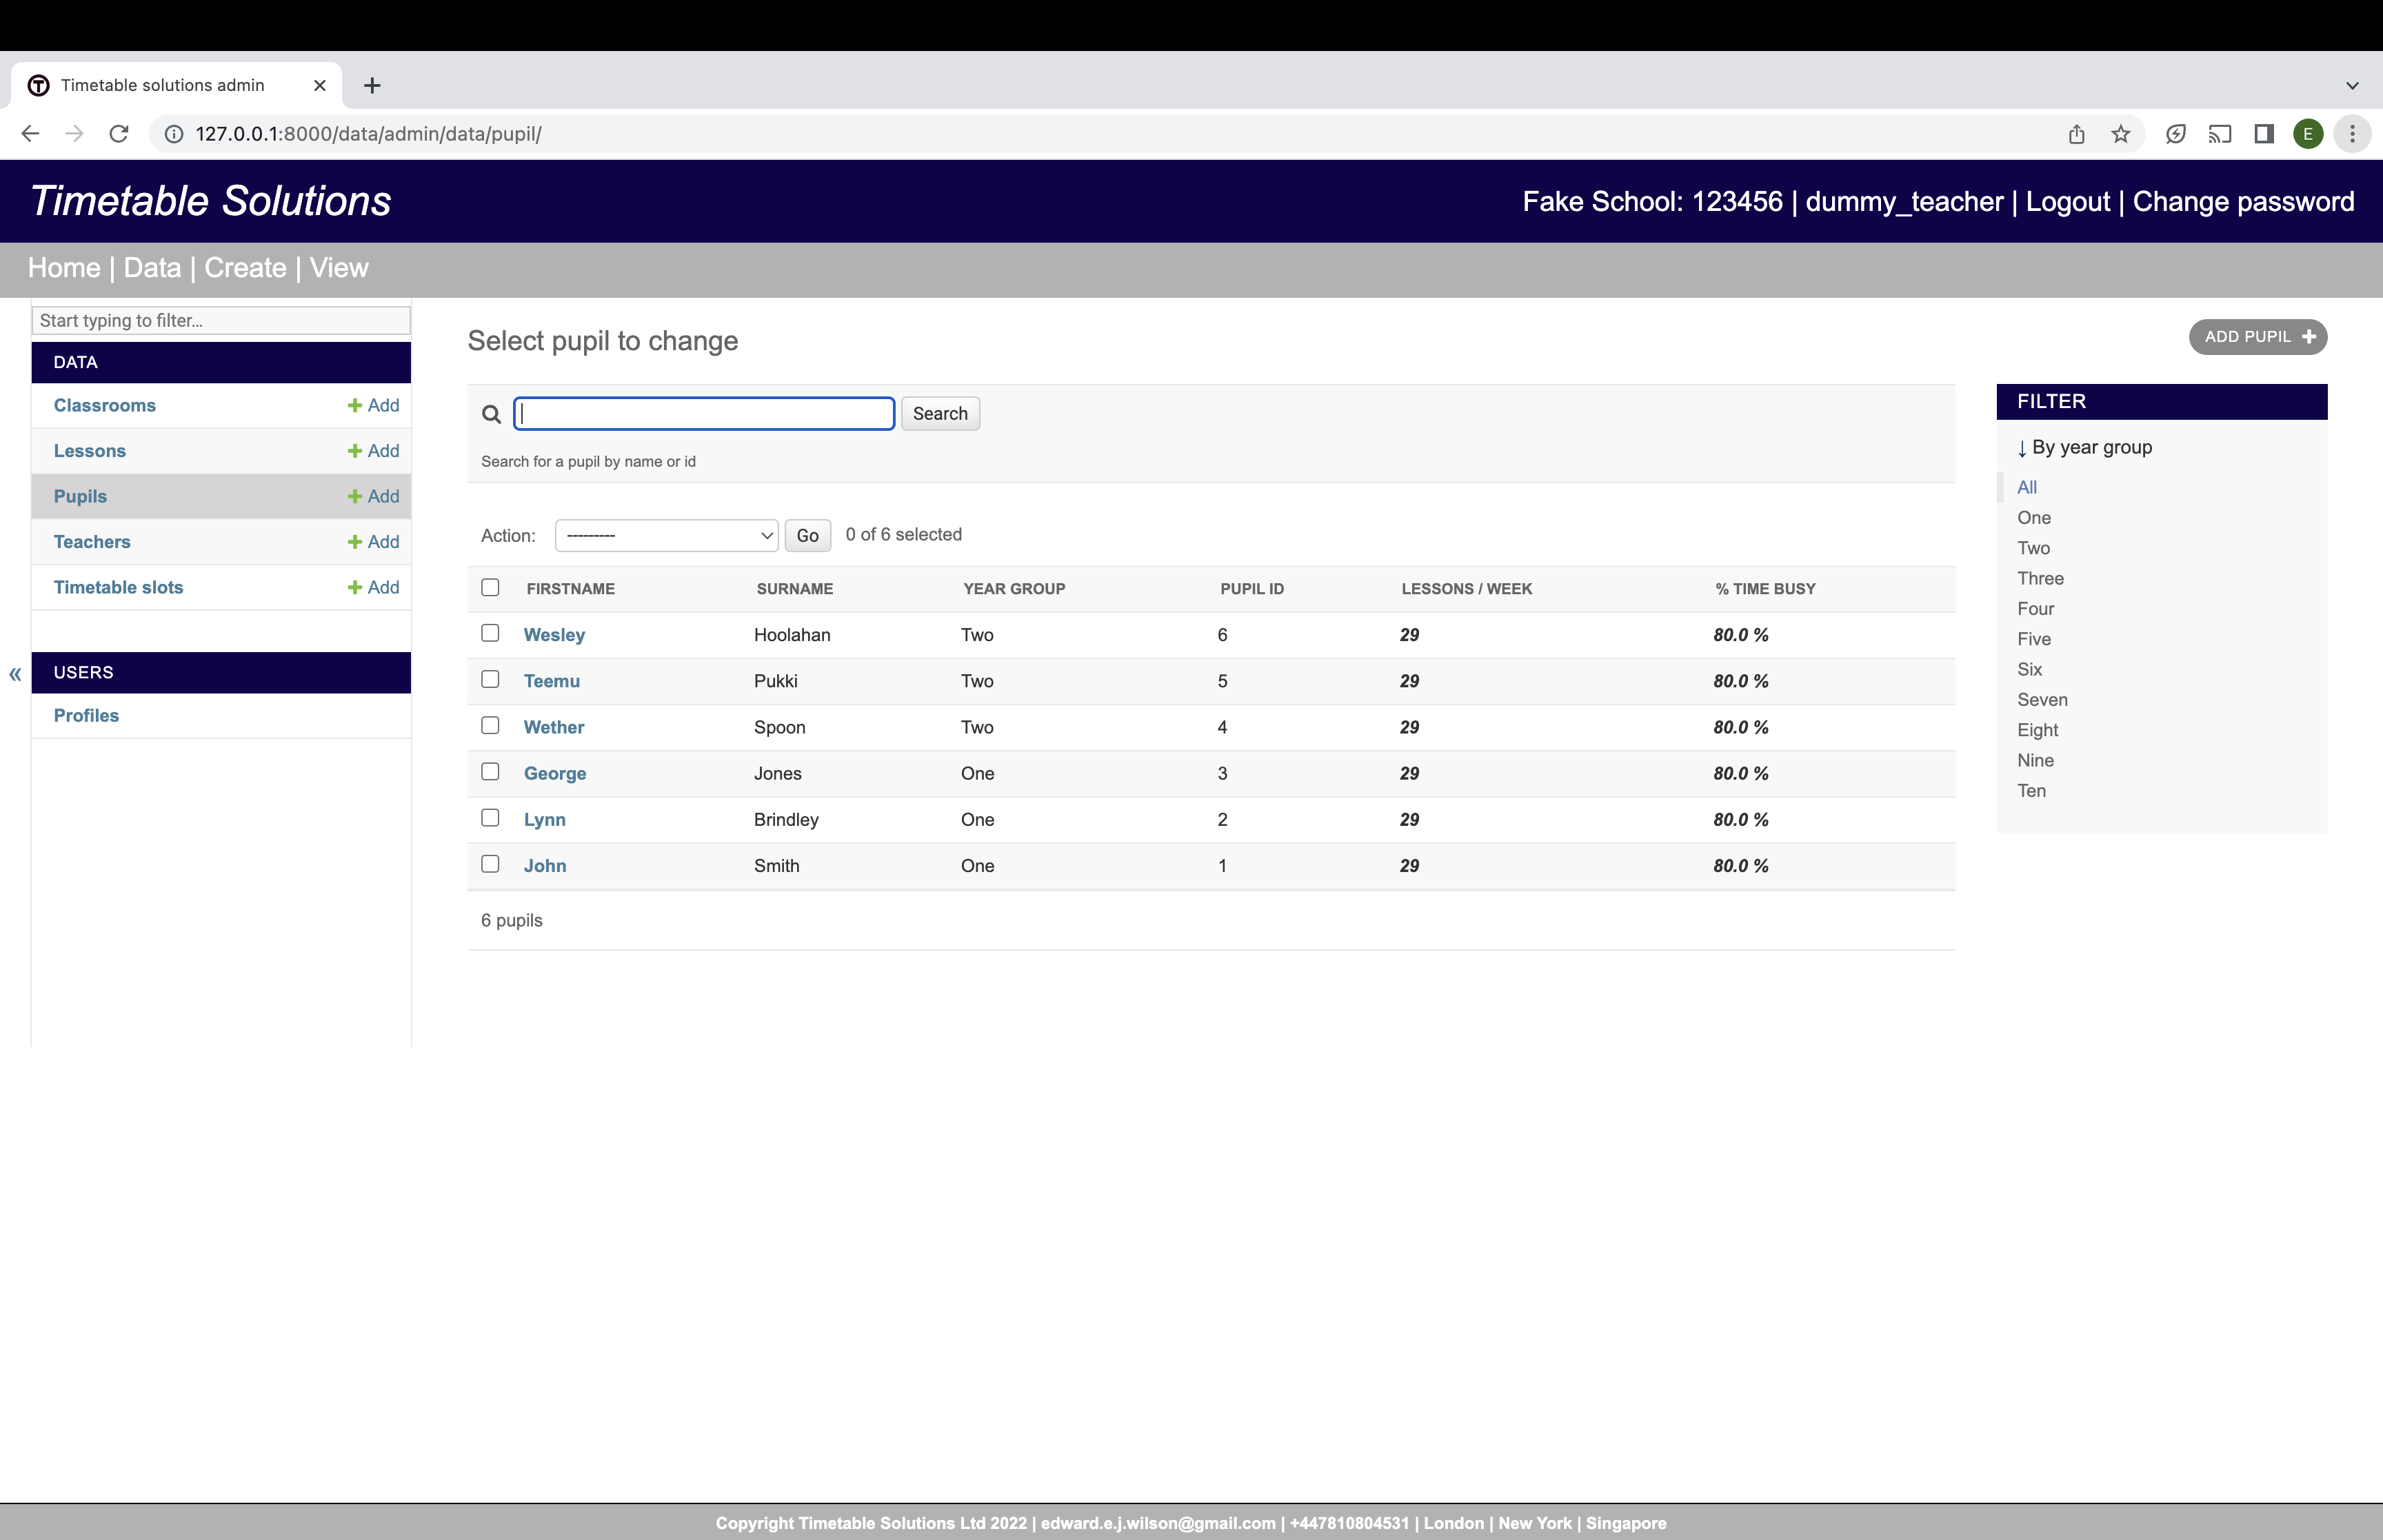 Timetable solutions admin
127.0.0.1:8000/data/admin/data/pupil/
E
Timetable Solutions
Fake School: 123456 | dummy_teacher | Logout | Change password
Home | Data | Create | View
Start typing to filter...
DATA
Classrooms + Add
Lessons + Add
Pupils + Add
Teachers + Add
Timetable slots + Add
«
USERS
Profiles
Select pupil to change
ADD PUPIL +
Search
Search for a pupil by name or id
Action: --------- Go 0 of 6 selected
FIRSTNAME SURNAME YEAR GROUP PUPIL ID LESSONS / WEEK % TIME BUSY
Wesley Hoolahan Two 6 29 80.0 %
Teemu Pukki Two 5 29 80.0 %
Wether Spoon Two 4 29 80.0 %
George Jones One 3 29 80.0 %
Lynn Brindley One 2 29 80.0 %
John Smith One 1 29 80.0 %
6 pupils
FILTER
↓ By year group
All
One
Two
Three
Four
Five
Six
Seven
Eight
Nine
Ten
Copyright Timetable Solutions Ltd 2022 | edward.e.j.wilson@gmail.com | +447810804531 | London | New York | Singapore